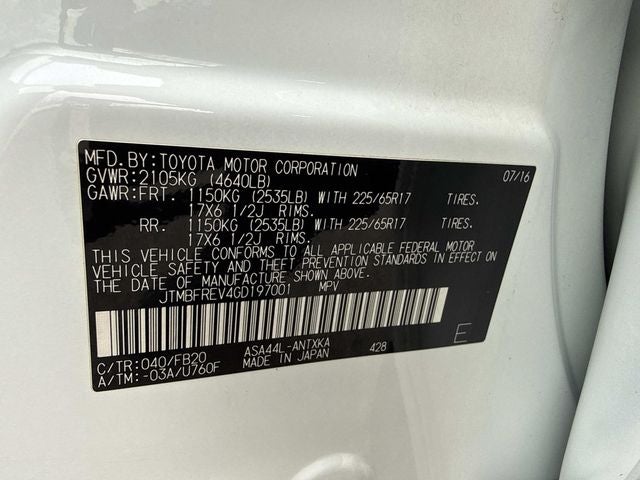 MFD.BY:TOYOTA MOTOR CORPORATION 07/16
GVWR:2105KG (4640LB)
GAWR:FRT. 1150KG (2535LB) WITH 225/65R17 TIRES.
17X6 1/2J RIMS.
RR. 1150KG (2535LB) WITH 225/65R17 TIRES.
17X6 1/2J RIMS.
THIS VEHICLE CONFORMS TO ALL APPLICABLE FEDERAL MOTOR
VEHICLE SAFETY AND THEFT PREVENTION STANDARDS IN EFFECT ON
THE DATE OF MANUFACTURE SHOWN ABOVE.
JTMBFREV4GD197001 MPV
C/TR:040/FB20 ASA44L-ANTXKA 428 E
A/TM:-03A/U760F MADE IN JAPAN